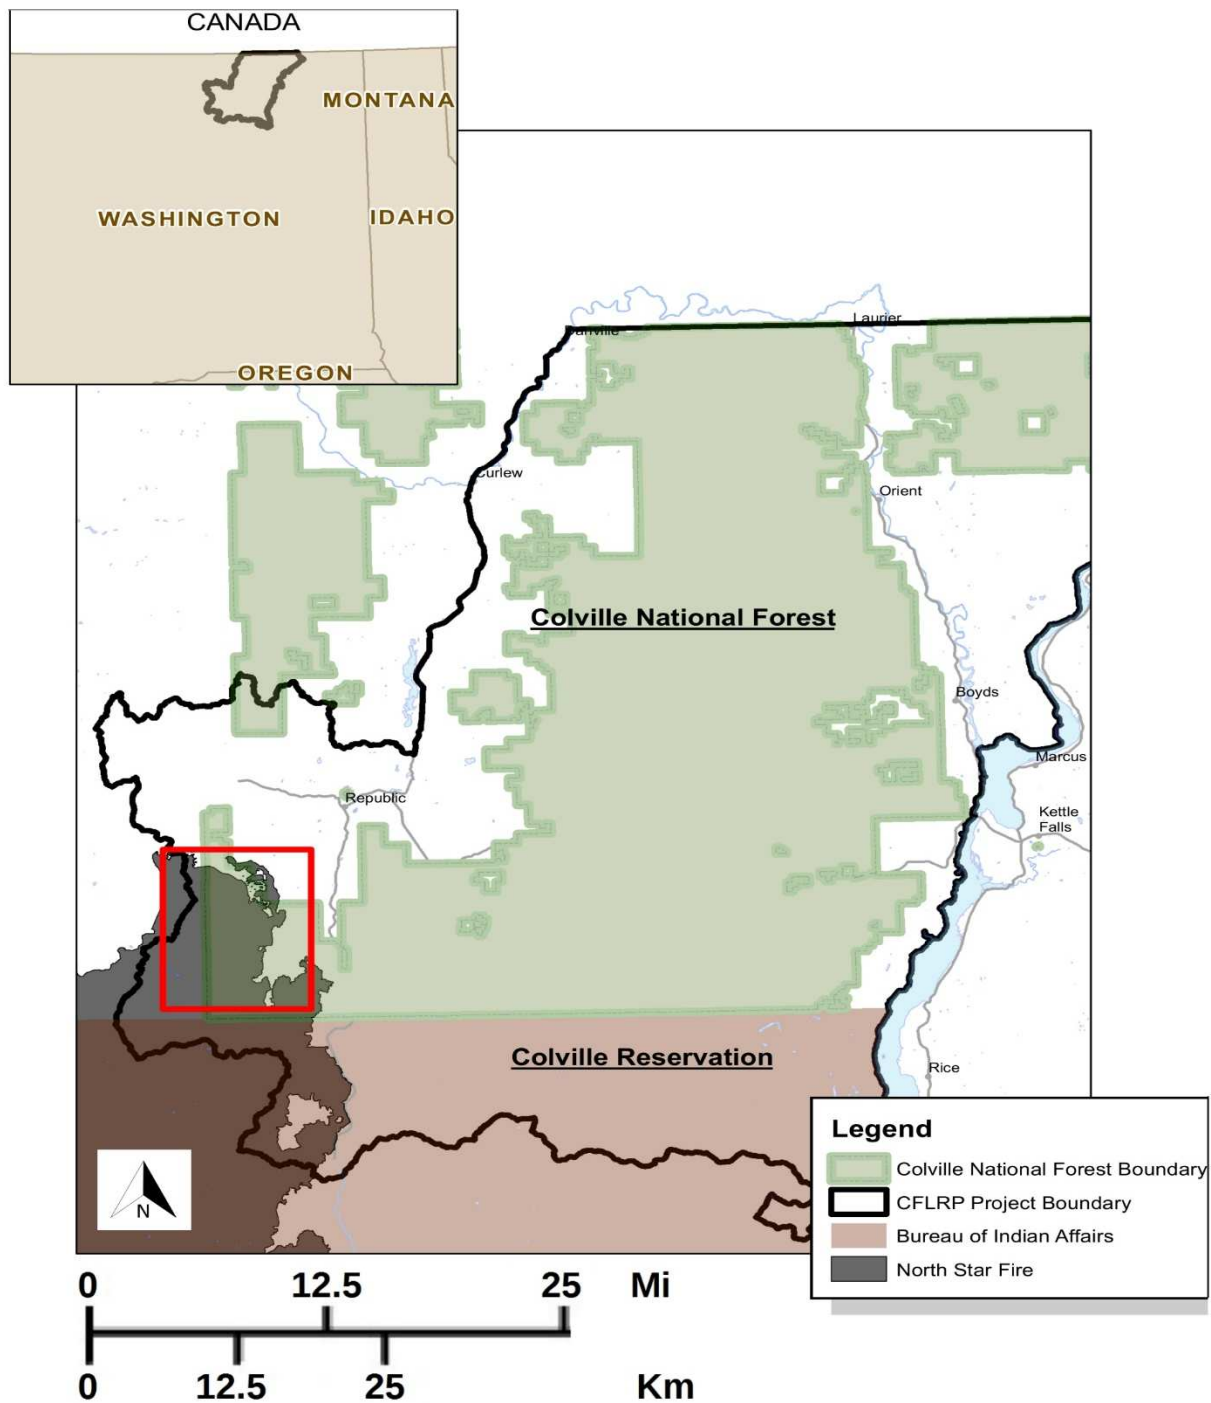 CANADA
MONTANA
WASHINGTON
IDAHO
OREGON
Laurier
Danville
Curlew
Orient
Colville National Forest
Boyds
Marcus
Republic
Kettle
Falls
Colville Reservation
Rice
Legend
Colville National Forest Boundary
CFLRP Project Boundary
Bureau of Indian Affairs
North Star Fire
N
0 12.5 25 Mi
0 12.5 25 Km